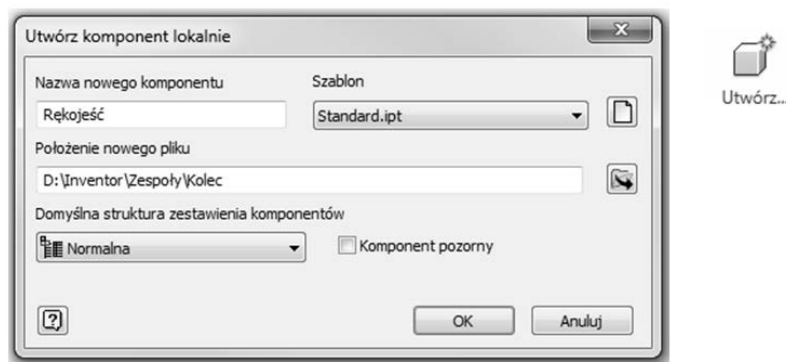 Utwórz komponent lokalnie
Nazwa nowego komponentu
Szablon
Rękojeść
Standard.ipt
Położenie nowego pliku
D:\Inventor\Zespoły\Kolec
Domyślna struktura zestawienia komponentów
Normalna
Komponent pozorny
OK
Anuluj
Utwórz...